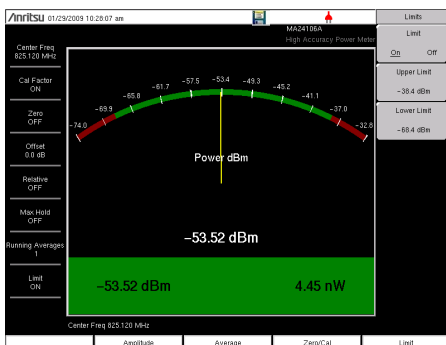 Anritsu 01/29/2009 10:28:07 am
MA24106A
High Accuracy Power Meter
Limits
Limit
On Off
Upper Limit
-38.4 dBm
Lower Limit
-68.4 dBm
Center Freq
825.120 MHz
Cal Factor
ON
Zero
OFF
Offset
0.0 dB
Relative
OFF
Max Hold
OFF
Running Averages
1
Limit
ON
-74.0 -69.9 -65.8 -61.7 -57.5 -53.4 -49.3 -45.2 -41.1 -37.0 -32.8
Power dBm
-53.52 dBm
-53.52 dBm 4.45 nW
Center Freq 825.120 MHz
Amplitude Average Zero/Cal Limit